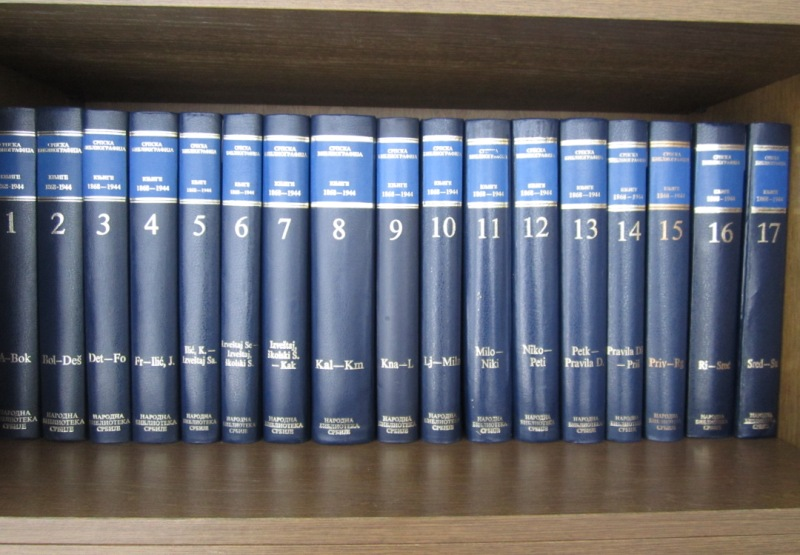 СРПСКА
БИБЛИОГРАФИЈА
КЊИГЕ
1868—1944
1
A–Bok
НАРОДНА
БИБЛИОТЕКА
СРБИЈЕ
СРПСКА
БИБЛИОГРАФИЈА
КЊИГЕ
1868—1944
2
Bol–Deš
НАРОДНА
БИБЛИОТЕКА
СРБИЈЕ
СРПСКА
БИБЛИОГРАФИЈА
КЊИГЕ
1868—1944
3
Det—Fo
НАРОДНА
БИБЛИОТЕКА
СРБИЈЕ
СРПСКА
БИБЛИОГРАФИЈА
КЊИГЕ
1868—1944
4
Fr—Ilić, J.
НАРОДНА
БИБЛИОТЕКА
СРБИЈЕ
СРПСКА
БИБЛИОГРАФИЈА
КЊИГЕ
1868—1944
5
Ilić, K.—
Izveštaj Sa.
НАРОДНА
БИБЛИОТЕКА
СРБИЈЕ
СРПСКА
БИБЛИОГРАФИЈА
КЊИГЕ
1868—1944
6
Izveštaj Se—
Izveštaj,
školski S.
НАРОДНА
БИБЛИОТЕКА
СРБИЈЕ
СРПСКА
БИБЛИОГРАФИЈА
КЊИГЕ
1868—1944
7
Izveštaj,
školski Š.
—Kak
НАРОДНА
БИБЛИОТЕКА
СРБИЈЕ
СРПСКА
БИБЛИОГРАФИЈА
КЊИГЕ
1868—1944
8
Kal—Km
НАРОДНА
БИБЛИОТЕКА
СРБИЈЕ
СРПСКА
БИБЛИОГРАФИЈА
КЊИГЕ
1868—1944
9
Kna—L
НАРОДНА
БИБЛИОТЕКА
СРБИЈЕ
СРПСКА
БИБЛИОГРАФИЈА
КЊИГЕ
1868—1944
10
Lj—Miln
НАРОДНА
БИБЛИОТЕКА
СРБИЈЕ
СРПСКА
БИБЛИОГРАФИЈА
КЊИГЕ
1868—1944
11
Milo—
Niki
НАРОДНА
БИБЛИОТЕКА
СРБИЈЕ
СРПСКА
БИБЛИОГРАФИЈА
КЊИГЕ
1868—1944
12
Niko—
Peti
НАРОДНА
БИБЛИОТЕКА
СРБИЈЕ
СРПСКА
БИБЛИОГРАФИЈА
КЊИГЕ
1868—1944
13
Petk—
Pravila D.
НАРОДНА
БИБЛИОТЕКА
СРБИЈЕ
СРПСКА
БИБЛИОГРАФИЈА
КЊИГЕ
1868—1944
14
Pravila
—Priš
НАРОДНА
БИБЛИОТЕКА
СРБИЈЕ
СРПСКА
БИБЛИОГРАФИЈА
КЊИГЕ
1868—1944
15
НАРОДНА
БИБЛИОТЕКА
СРБИЈЕ
СРПСКА
БИБЛИОГРАФИЈА
КЊИГЕ
1868—1944
16
НАРОДНА
БИБЛИОТЕКА
СРБИЈЕ
СРПСКА
БИБЛИОГРАФИЈА
КЊИГЕ
1868—1944
17
НАРОДНА
БИБЛИОТЕКА
СРБИЈЕ